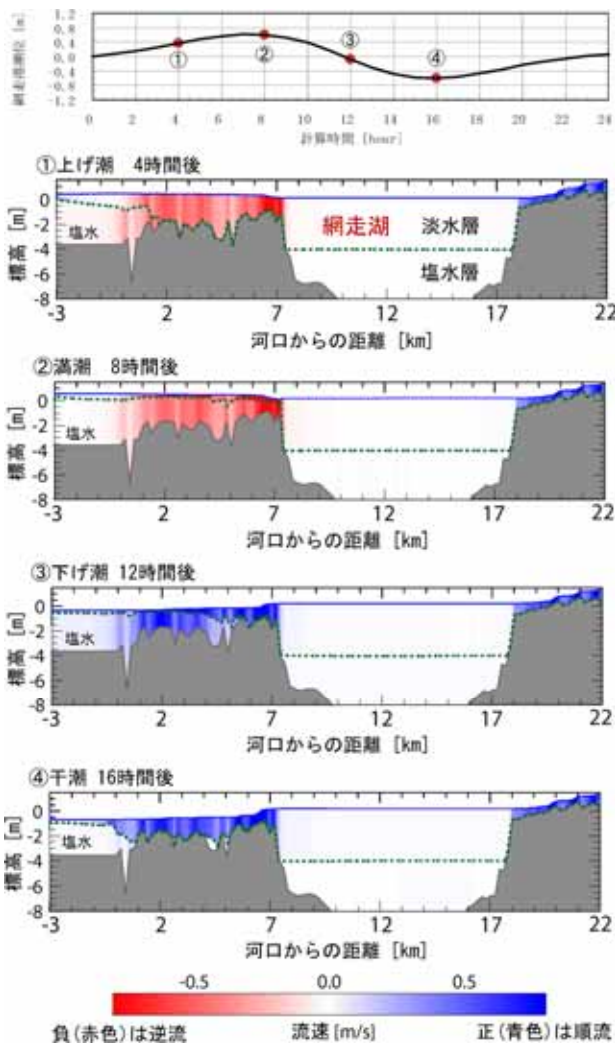 網走港潮位 [m]
1.2
0.8
0.4
0.0
-0.4
-0.8
-1.2
① ② ③ ④
0 2 4 6 8 10 12 14 16 18 20 22 24
計算時間 [hour]
①上げ潮 4時間後
標高 [m]
0
-2
-4
-6
-8
塩水
網走湖 淡水層
塩水層
-3 2 7 12 17 22
河口からの距離 [km]
②満潮 8時間後
標高 [m]
0
-2
-4
-6
-8
塩水
-3 2 7 12 17 22
河口からの距離 [km]
③下げ潮 12時間後
標高 [m]
0
-2
-4
-6
-8
塩水
-3 2 7 12 17 22
河口からの距離 [km]
④干潮 16時間後
標高 [m]
0
-2
-4
-6
-8
塩水
-3 2 7 12 17 22
河口からの距離 [km]
-0.5 0.0 0.5
負(赤色)は逆流 流速 [m/s] 正(青色)は順流